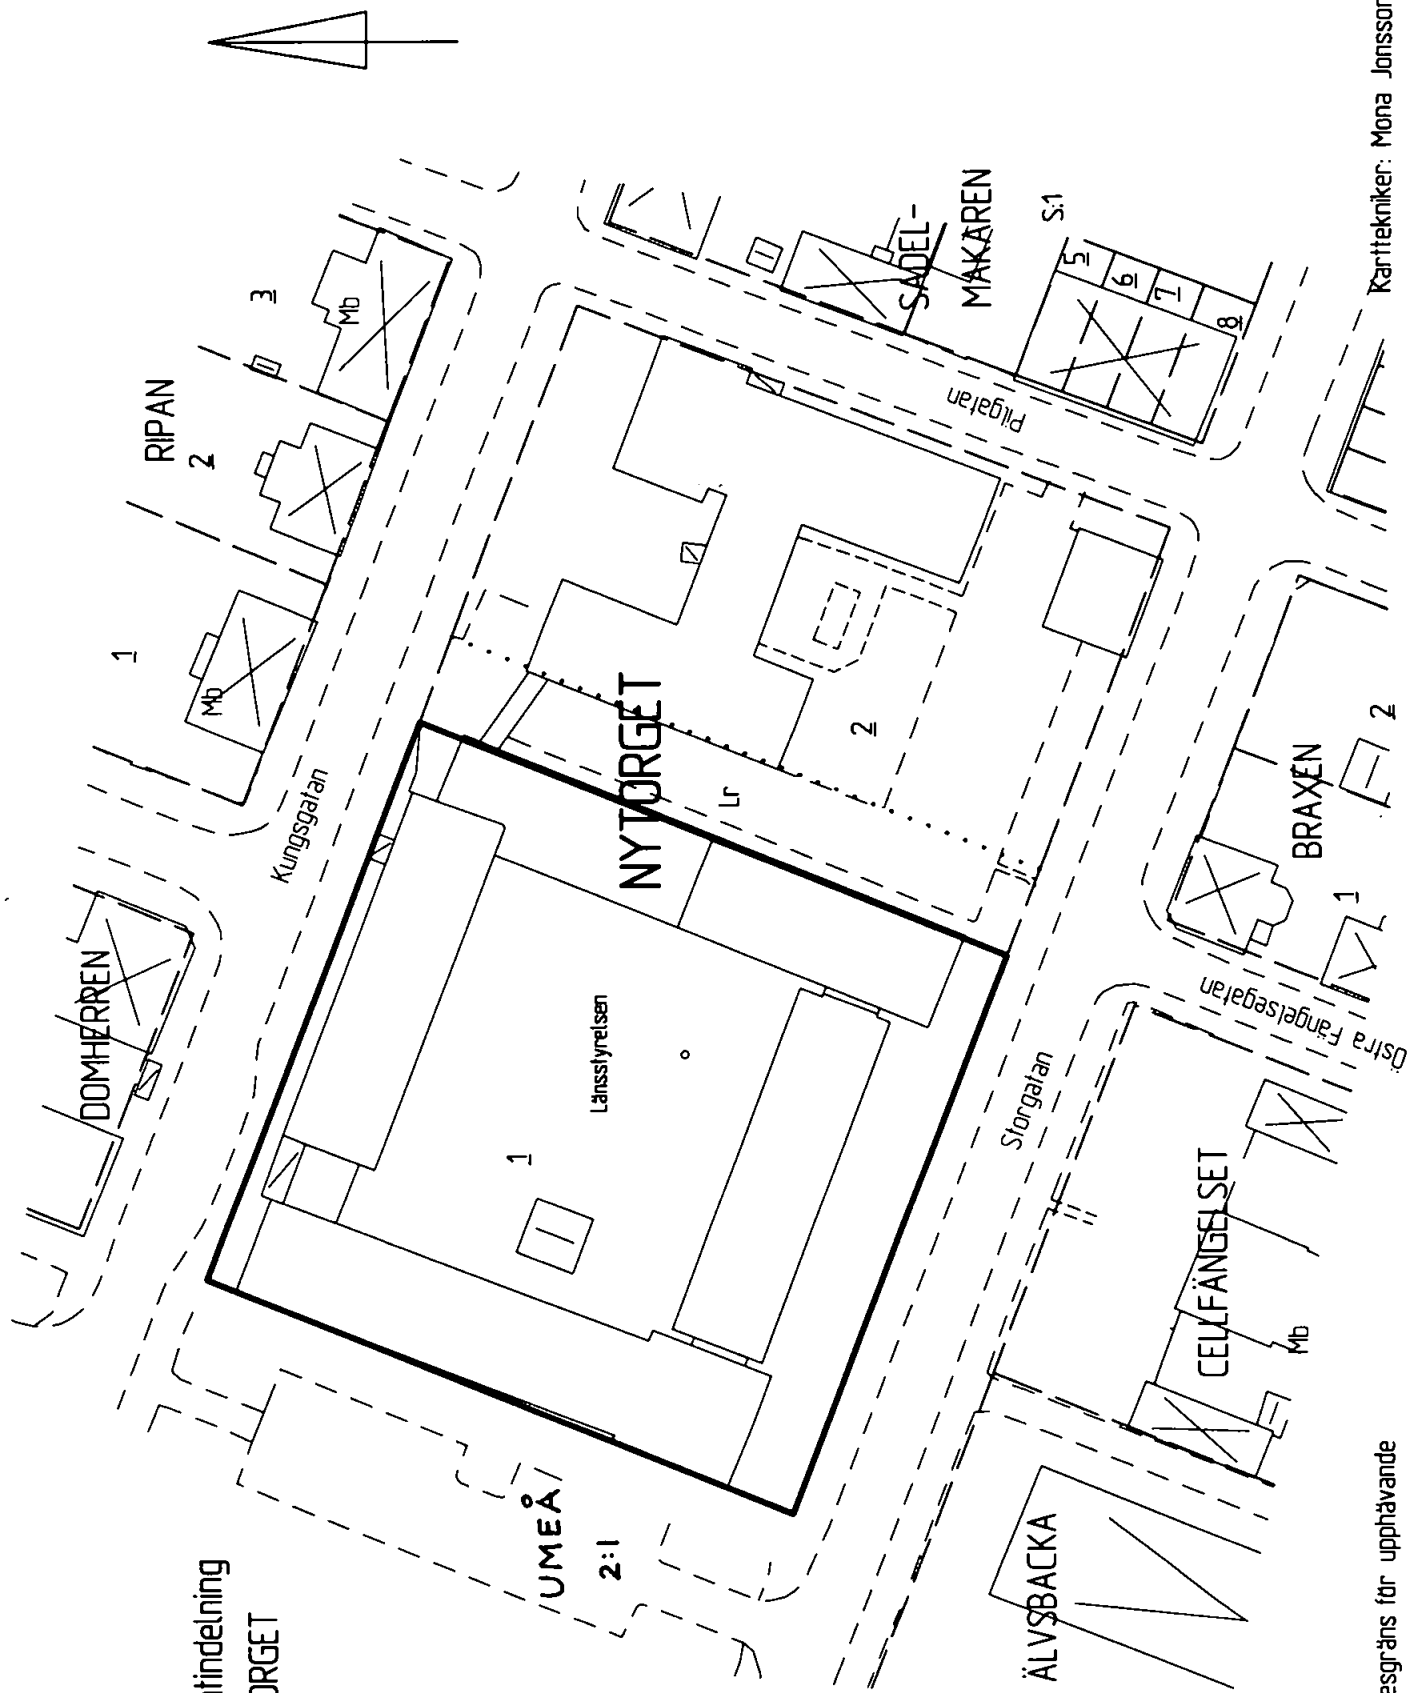 RIPAN
1
2
3
Mb
Mb
DOMHERREN
Kungsgatan
SADEL-
MAKAREN
S:1
5
6
7
8
Pilgatan
NYTORGET
Lr
2
Länsstyrelsen
1
UMEÅ
2:1
Storgatan
Östra Fängelsegatan
BRAXEN
1
2
CELLFÄNGELSET
Mb
ÄLVSBACKA
tindelning
ORGET
esgräns för upphävande
Karttekniker: Mona Jonsson